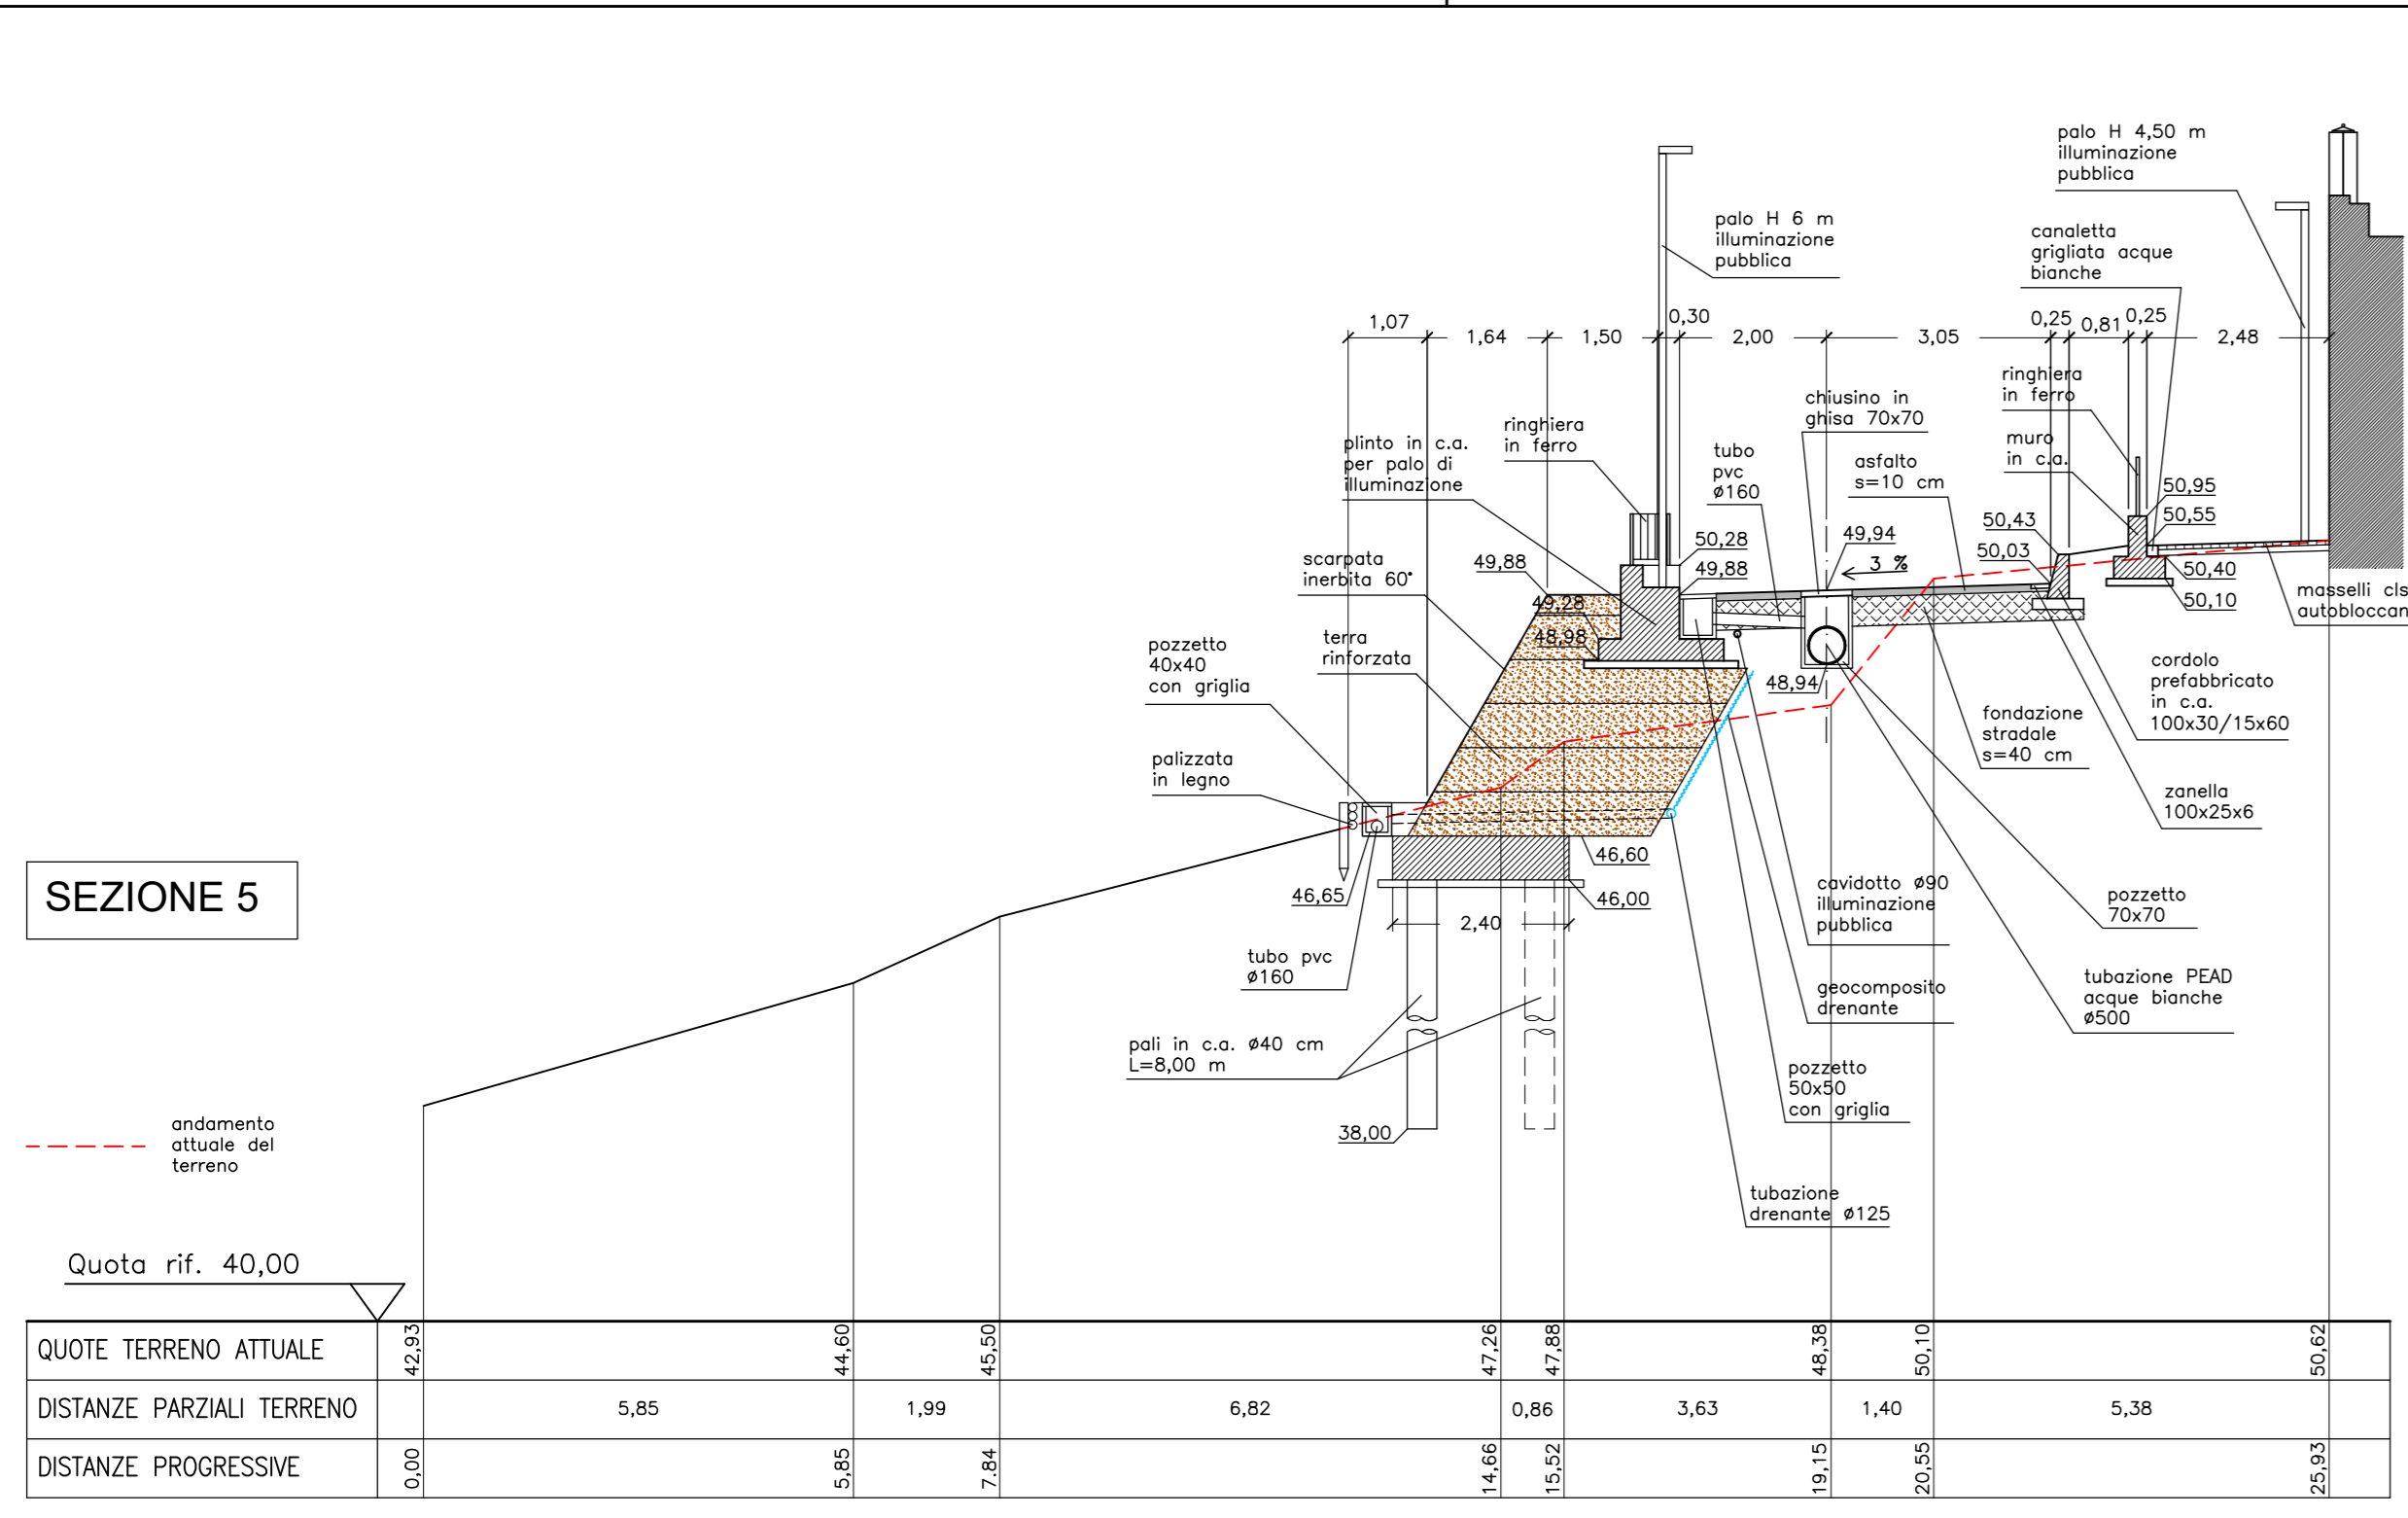 palo H 4,50 m
illuminazione
pubblica
palo H 6 m
illuminazione
pubblica
canaletta
grigliata acque
bianche
1,07
1,64
1,50
0,30
2,00
3,05
0,25
0,81
0,25
2,48
ringhiera
in ferro
chiusino in
ghisa 70x70
ringhiera
in ferro
plinto in c.a.
per palo di
illuminazione
muro
in c.a.
tubo
pvc
ø160
asfalto
s=10 cm
50,95
50,55
50,43
50,03
50,28
49,94
3 %
49,88
49,88
scarpata
inerbita 60°
50,40
50,10
masselli cls
autobloccan
49,28
48,98
terra
rinforzata
pozzetto
40x40
con griglia
48,94
cordolo
prefabbricato
in c.a.
100x30/15x60
fondazione
stradale
s=40 cm
palizzata
in legno
zanella
100x25x6
46,60
SEZIONE 5
46,65
46,00
2,40
cavidotto ø90
illuminazione
pubblica
pozzetto
70x70
tubo pvc
ø160
geocomposito
drenante
tubazione PEAD
acque bianche
ø500
pali in c.a. ø40 cm
L=8,00 m
pozzetto
50x50
con griglia
38,00
andamento
attuale del
terreno
tubazione
drenante ø125
Quota rif. 40,00
QUOTE TERRENO ATTUALE 42,93 44,60 45,50 47,26 47,88 48,38 50,10 50,62
DISTANZE PARZIALI TERRENO 5,85 1,99 6,82 0,86 3,63 1,40 5,38
DISTANZE PROGRESSIVE 0,00 5,85 7.84 14,66 15,52 19,15 20,55 25,93